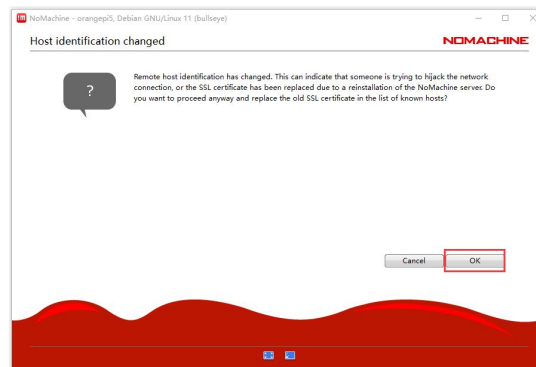 NoMachine - orangepi5, Debian GNU/Linux 11 (bullseye)
Host identification changed
NOMACHINE
Remote host identification has changed. This can indicate that someone is trying to hijack the network
connection, or the SSL certificate has been replaced due to a reinstallation of the NoMachine server. Do
you want to proceed anyway and replace the old SSL certificate in the list of known hosts?
?
Cancel
OK